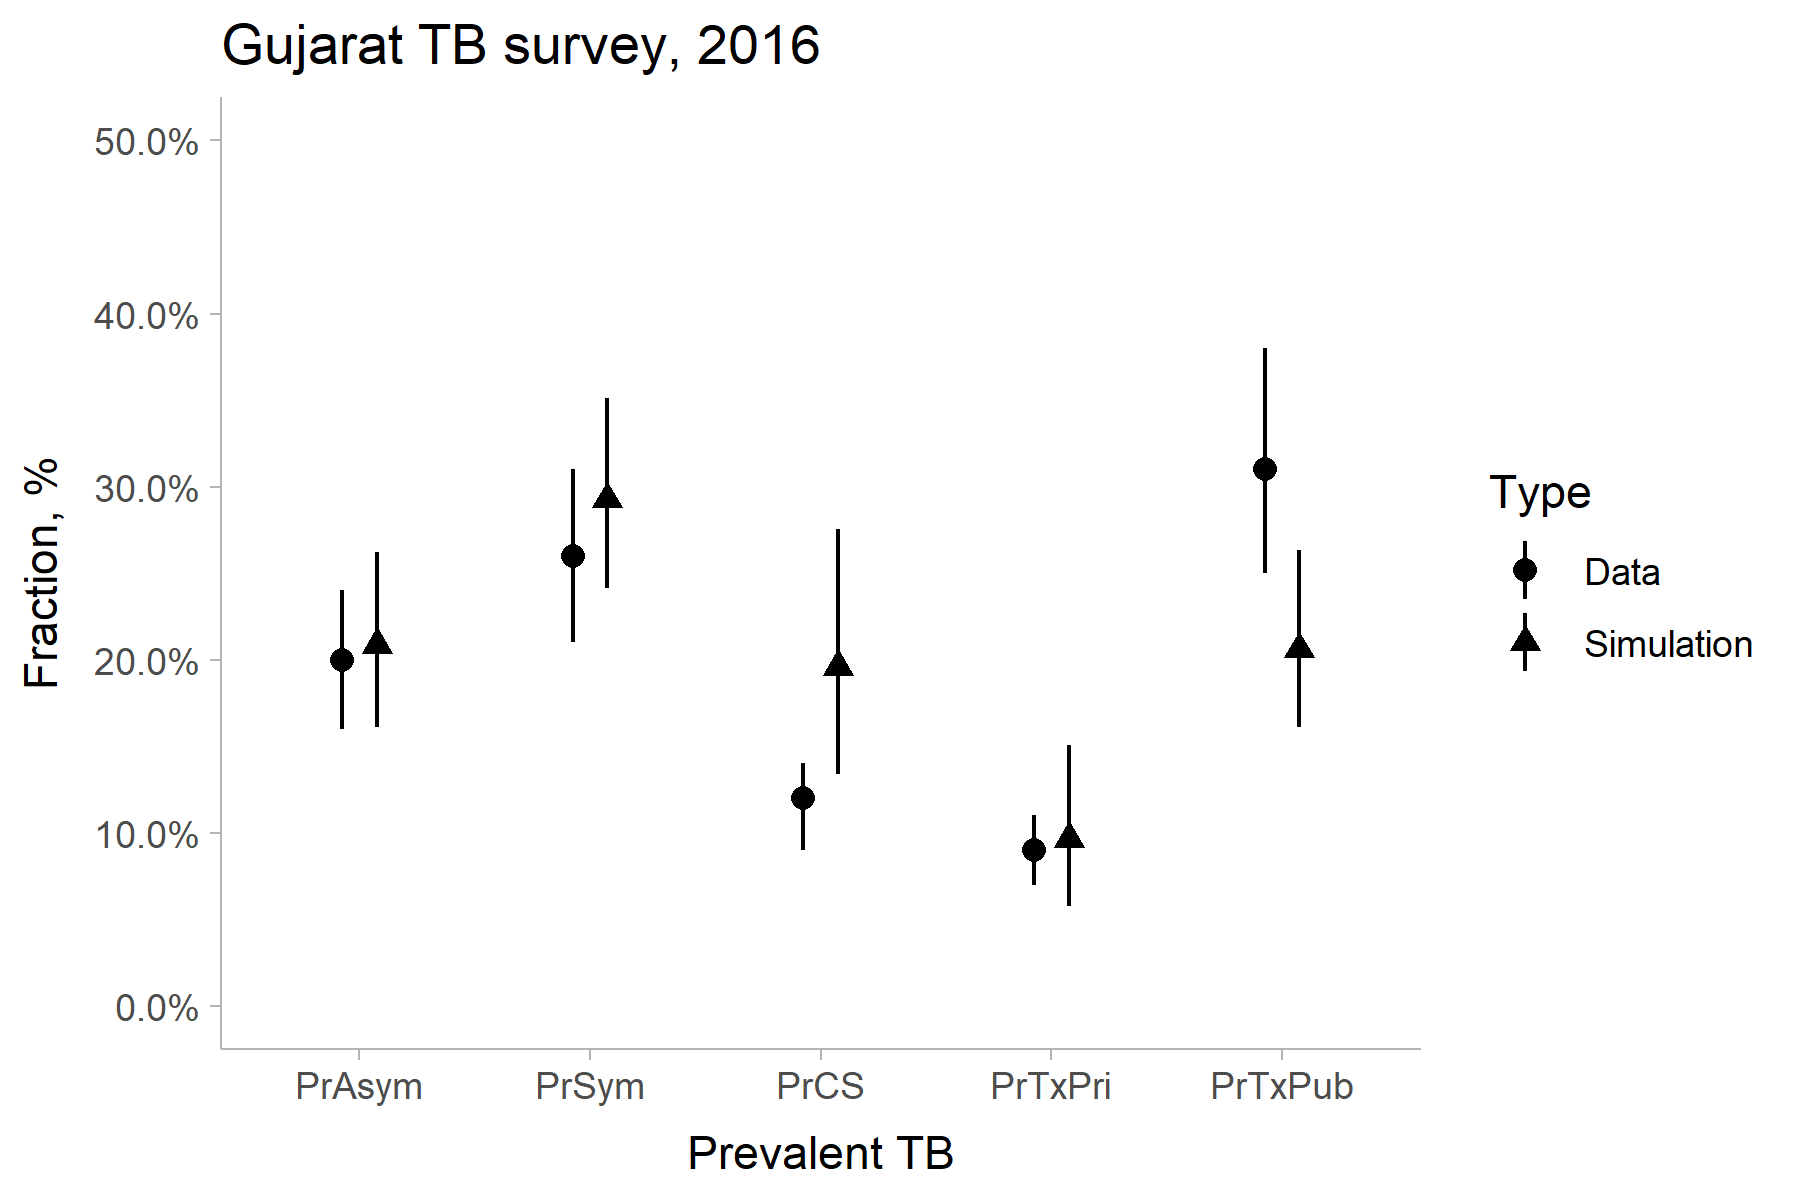 Gujarat TB survey, 2016
50.0%
40.0%
30.0%
20.0%
10.0%
0.0%
Fraction, %
PrAsym PrSym PrCS PrTxPri PrTxPub
Prevalent TB
Type
Data
Simulation